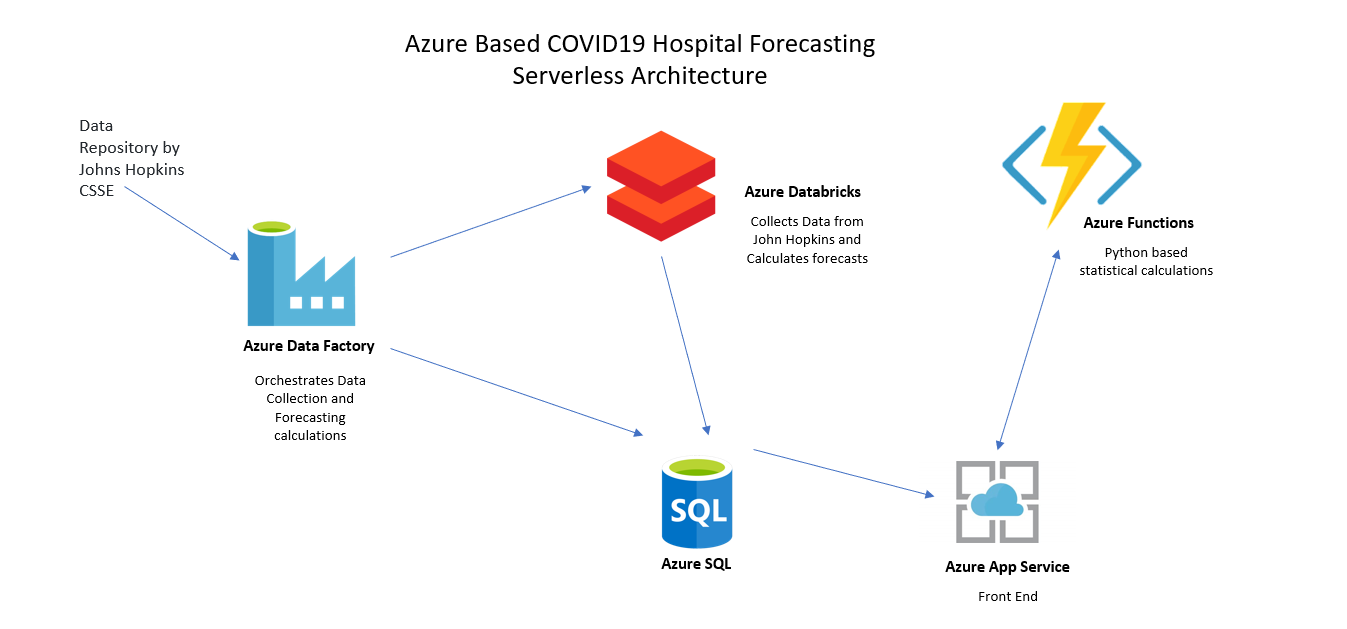 Azure Based COVID19 Hospital Forecasting
Serverless Architecture
Data
Repository by
Johns Hopkins
CSSE
Azure Data Factory
Orchestrates Data
Collection and
Forecasting
calculations
Azure Databricks
Collects Data from
John Hopkins and
Calculates forecasts
Azure Functions
Python based
statistical calculations
SQL
Azure SQL
Azure App Service
Front End